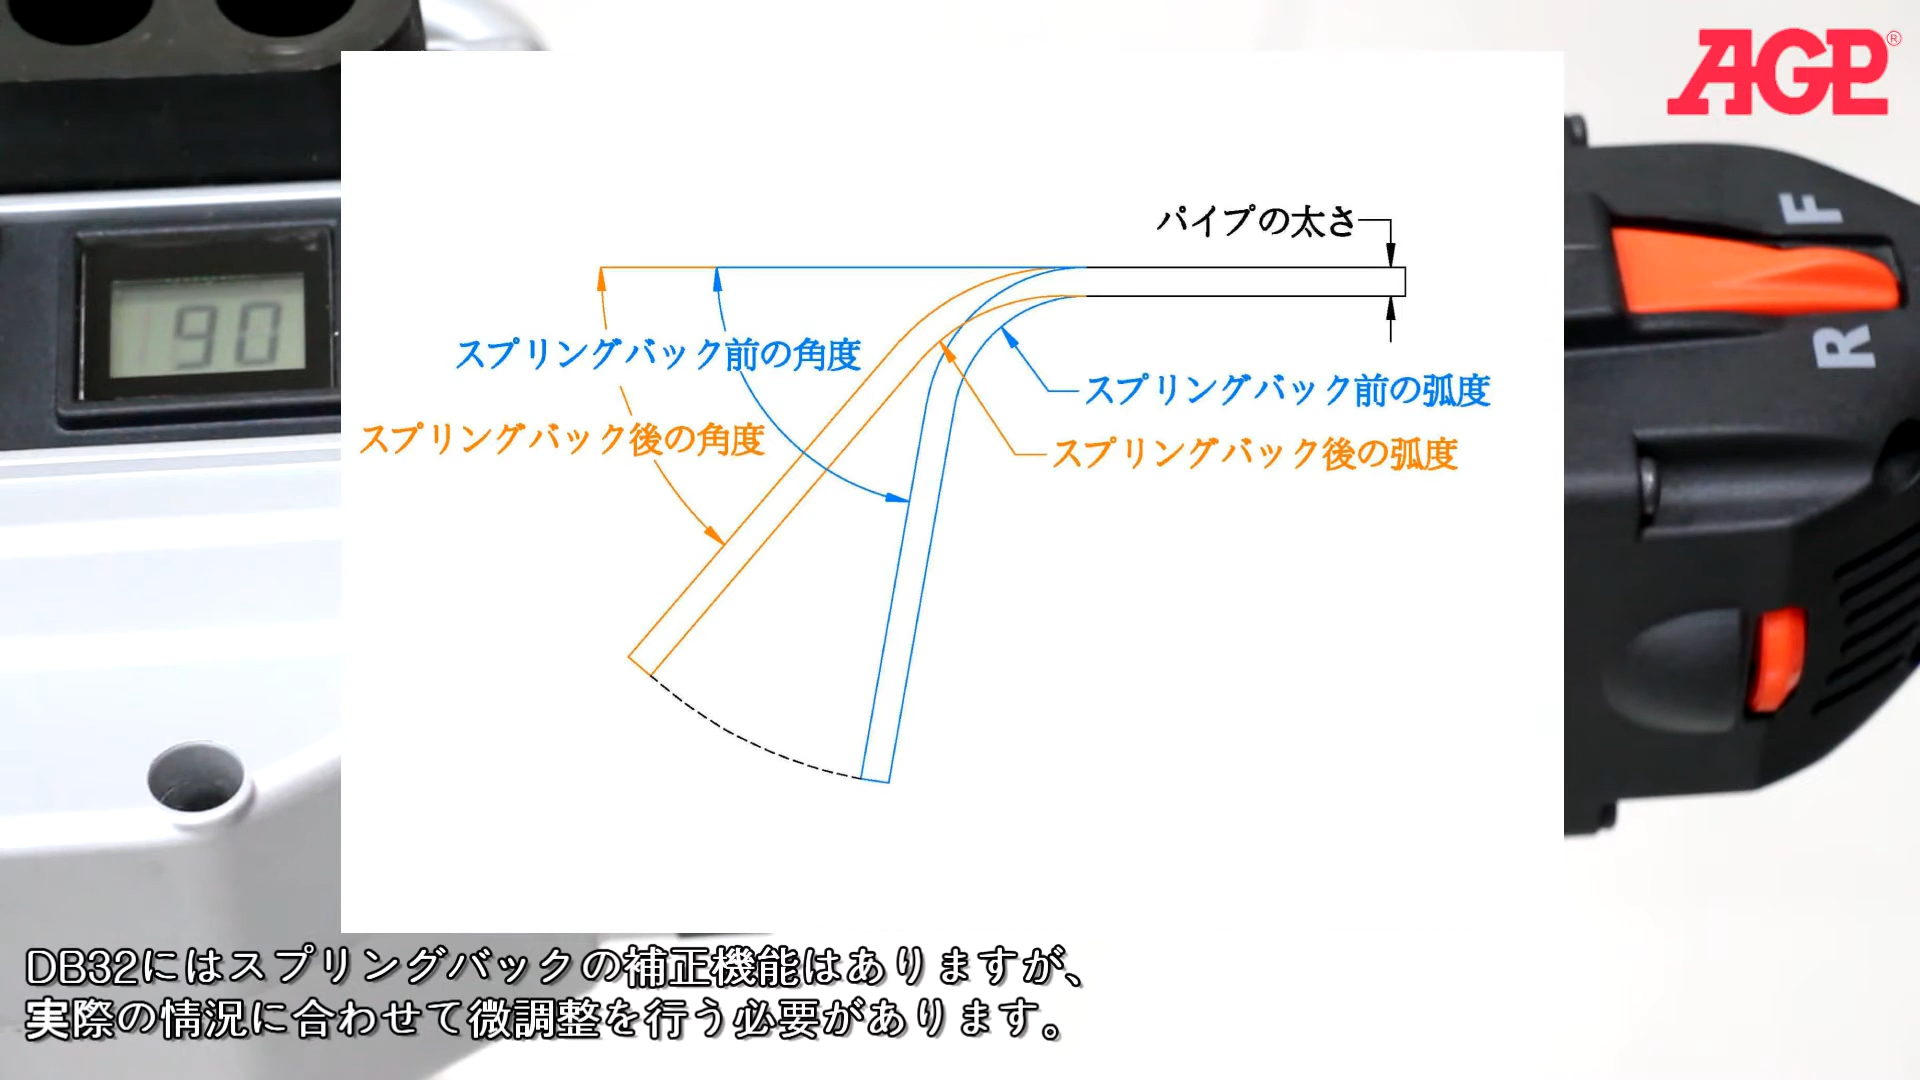 AGP®
F
パイプの太さ
90
スプリングバック前の角度
R
スプリングバック前の弧度
スプリングバック後の角度
スプリングバック後の弧度
DB32にはスプリングバックの補正機能はありますが、
実際の情況に合わせて微調整を行う必要があります。